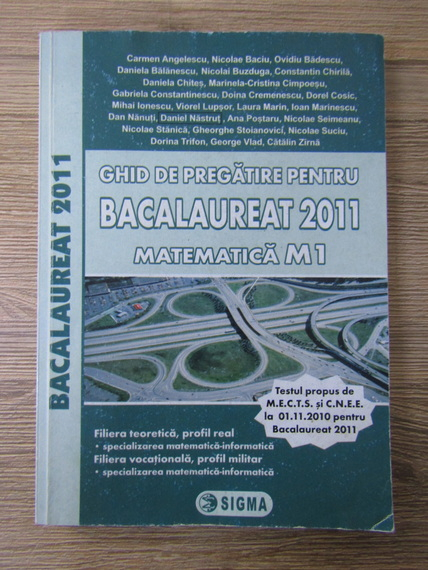 Carmen Angelescu, Nicolae Baciu, Ovidiu Bădescu,
Daniela Bălănescu, Nicolai Buzduga, Constantin Chirilă,
Daniela Chiteș, Marinela-Cristina Cimpoeșu,
Gabriela Constantinescu, Doina Cremenescu, Dorel Cosic,
Mihai Ionescu, Viorel Lupșor, Laura Marin, Ioan Marinescu,
Dan Nănuți, Daniel Năstruț, Ana Poștaru, Nicolae Seimeanu,
Nicolae Stănică, Gheorghe Stoianovici, Nicolae Suciu,
Dorina Trifon, George Vlad, Cătălin Zîrnă
GHID DE PREGĂTIRE PENTRU
BACALAUREAT 2011
MATEMATICĂ M1
BACALAUREAT 2011
Testul propus de
M.E.C.T.S. și C.N.E.E.
la 01.11.2010 pentru
Bacalaureat 2011
Filiera teoretică, profil real
• specializarea matematică-informatică
Filiera vocațională, profil militar
• specializarea matematică-informatică
SIGMA